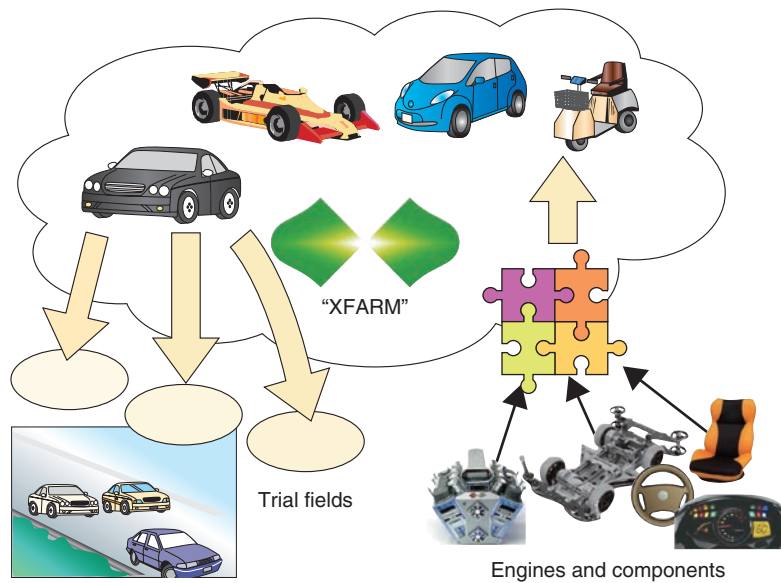 “XFARM”
Trial fields
Engines and components